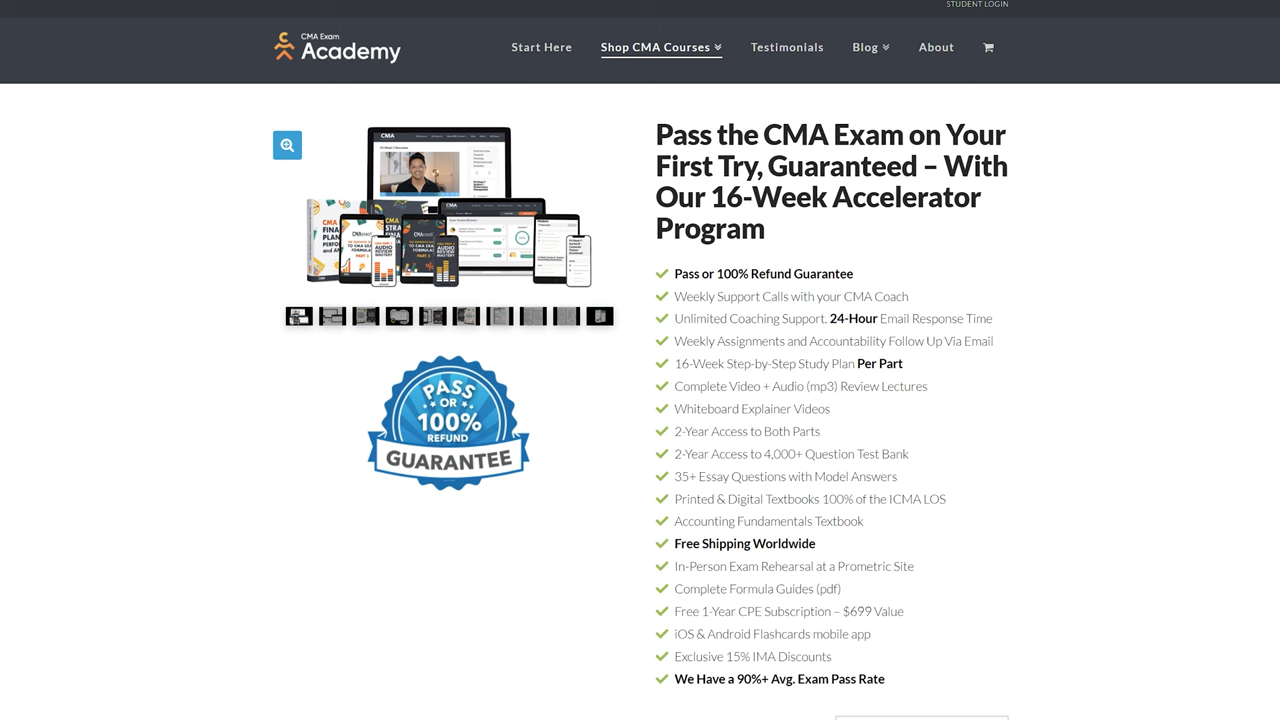 STUDENT LOGIN
CMA Exam
Academy
Start Here
Shop CMA Courses
Testimonials
Blog
About
Pass the CMA Exam on Your
First Try, Guaranteed – With
Our 16-Week Accelerator
Program
Pass or 100% Refund Guarantee
Weekly Support Calls with your CMA Coach
Unlimited Coaching Support. 24-Hour Email Response Time
Weekly Assignments and Accountability Follow Up Via Email
16-Week Step-by-Step Study Plan Per Part
Complete Video + Audio (mp3) Review Lectures
Whiteboard Explainer Videos
2-Year Access to Both Parts
2-Year Access to 4,000+ Question Test Bank
35+ Essay Questions with Model Answers
Printed & Digital Textbooks 100% of the ICMA LOS
Accounting Fundamentals Textbook
Free Shipping Worldwide
In-Person Exam Rehearsal at a Prometric Site
Complete Formula Guides (pdf)
Free 1-Year CPE Subscription – $699 Value
iOS & Android Flashcards mobile app
Exclusive 15% IMA Discounts
We Have a 90%+ Avg. Exam Pass Rate
CMA
CMA
PASS
OR
100%
REFUND
GUARANTEE